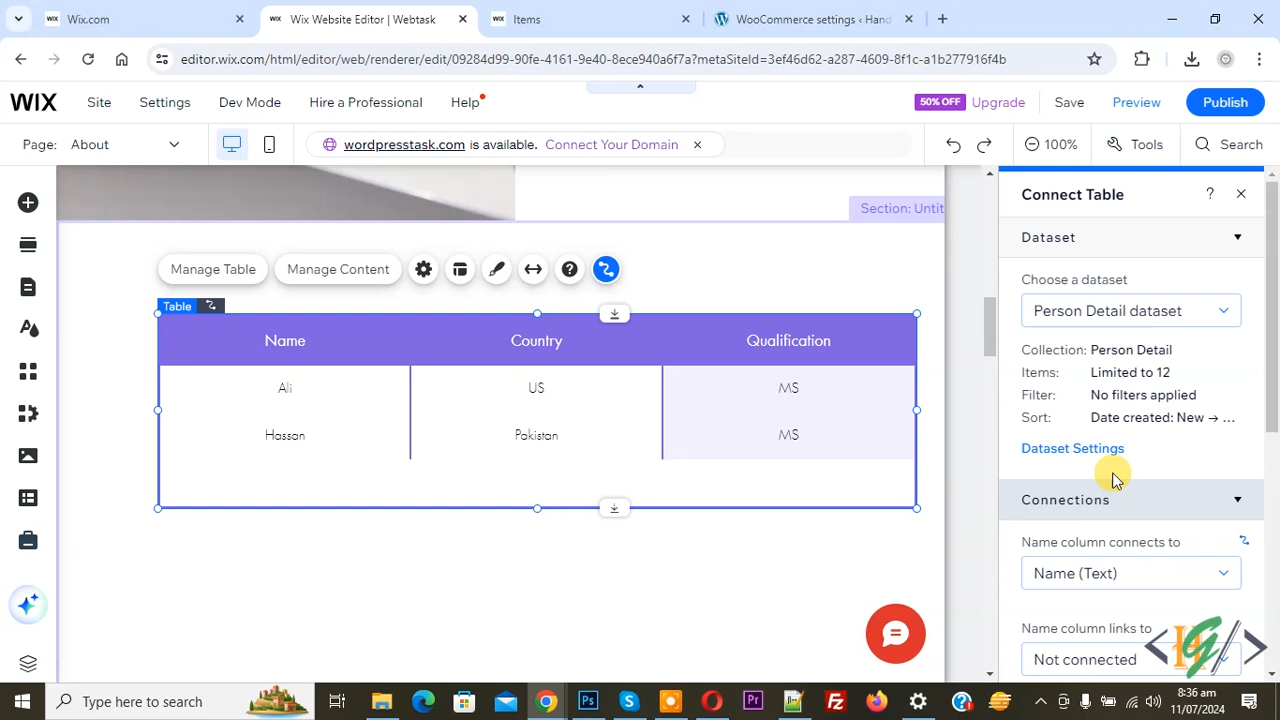 Wix.com
Wix Website Editor | Webtask
Items
WooCommerce settings ‹ Hand
editor.wix.com/html/editor/web/renderer/edit/09284d99-90fe-4161-9e40-8ece940a6f7a?metaSiteId=3ef46d62-a287-4609-8f1c-a1b277916f4b
WIX Site Settings Dev Mode Hire a Professional Help 50% OFF Upgrade Save Preview Publish
Page: About wordpresstask.com is available. Connect Your Domain 100% Tools Search
Section: Untit
Connect Table
Dataset
Manage Table Manage Content
Choose a dataset
Table
Person Detail dataset
Name Country Qualification
Collection: Person Detail
Items: Limited to 12
Ali US MS
Filter: No filters applied
Sort: Date created: New → ...
Hassan Pakistan MS
Dataset Settings
Connections
Name column connects to
Name (Text)
Name column links to
Not connected
Type here to search
8:36 am
11/07/2024